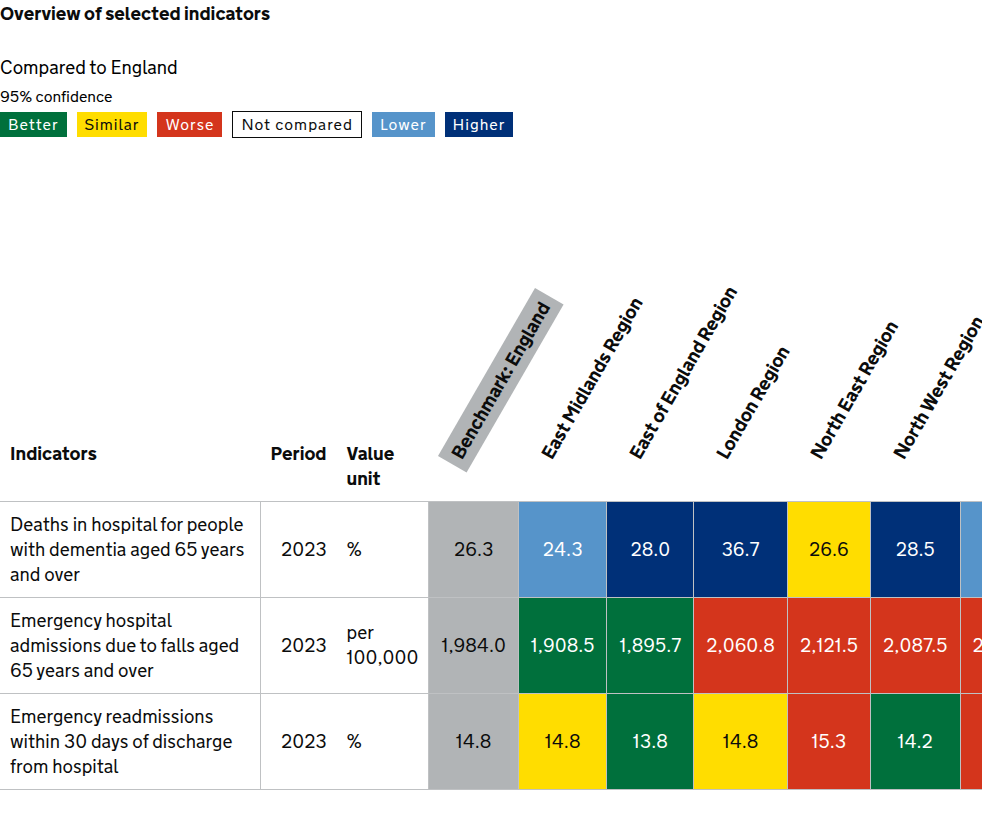 Overview of selected indicators
Compared to England
95% confidence
Better Similar Worse Not compared Lower Higher
Indicators Period Value unit Benchmark: England East Midlands Region East of England Region London Region North East Region North West Region
Deaths in hospital for people
with dementia aged 65 years
and over
2023 % 26.3 24.3 28.0 36.7 26.6 28.5
Emergency hospital
admissions due to falls aged
65 years and over
2023 per 100,000 1,984.0 1,908.5 1,895.7 2,060.8 2,121.5 2,087.5 2
Emergency readmissions
within 30 days of discharge
from hospital
2023 % 14.8 14.8 13.8 14.8 15.3 14.2